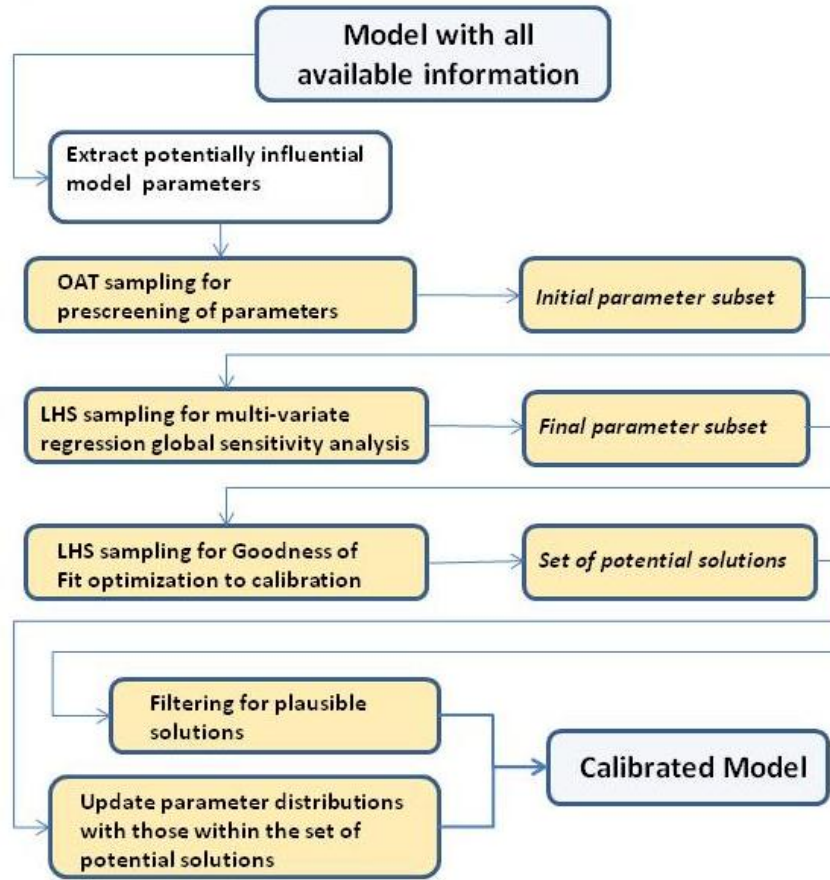 Model with all
available information
Extract potentially influential
model parameters
OAT sampling for
prescreening of parameters
Initial parameter subset
LHS sampling for multi-variate
regression global sensitivity analysis
Final parameter subset
LHS sampling for Goodness of
Fit optimization to calibration
Set of potential solutions
Filtering for plausible
solutions
Calibrated Model
Update parameter distributions
with those within the set of
potential solutions